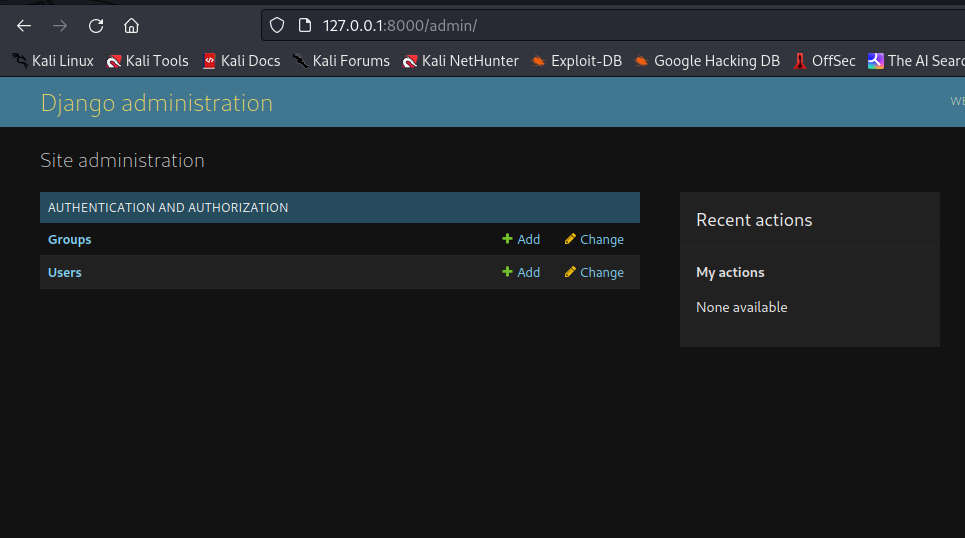 127.0.0.1:8000/admin/
Kali Linux Kali Tools Kali Docs Kali Forums Kali NetHunter Exploit-DB Google Hacking DB OffSec The AI Searc
Django administration
WE
Site administration
AUTHENTICATION AND AUTHORIZATION
Groups Add Change
Users Add Change
Recent actions
My actions
None available